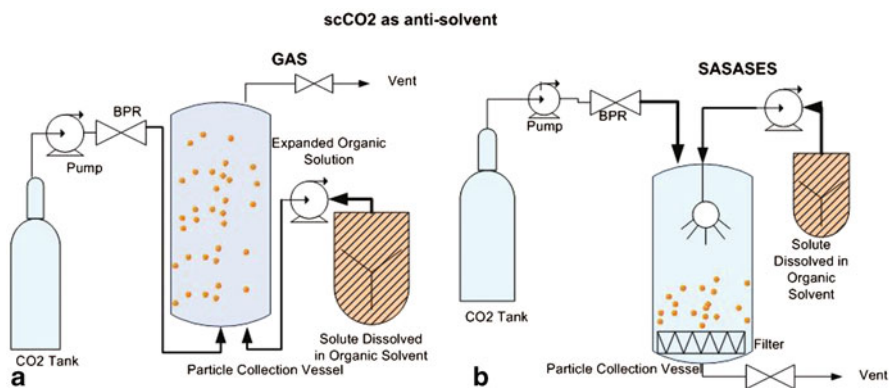 scCO2 as anti-solvent
GAS
Vent
BPR
Pump
Expanded Organic
Solution
CO2 Tank
Solute Dissolved
in Organic Solvent
Particle Collection Vessel
a
SASASES
Pump
BPR
Solute
Dissolved in
Organic
Solvent
CO2 Tank
Filter
Particle Collection Vessel
Vent
b